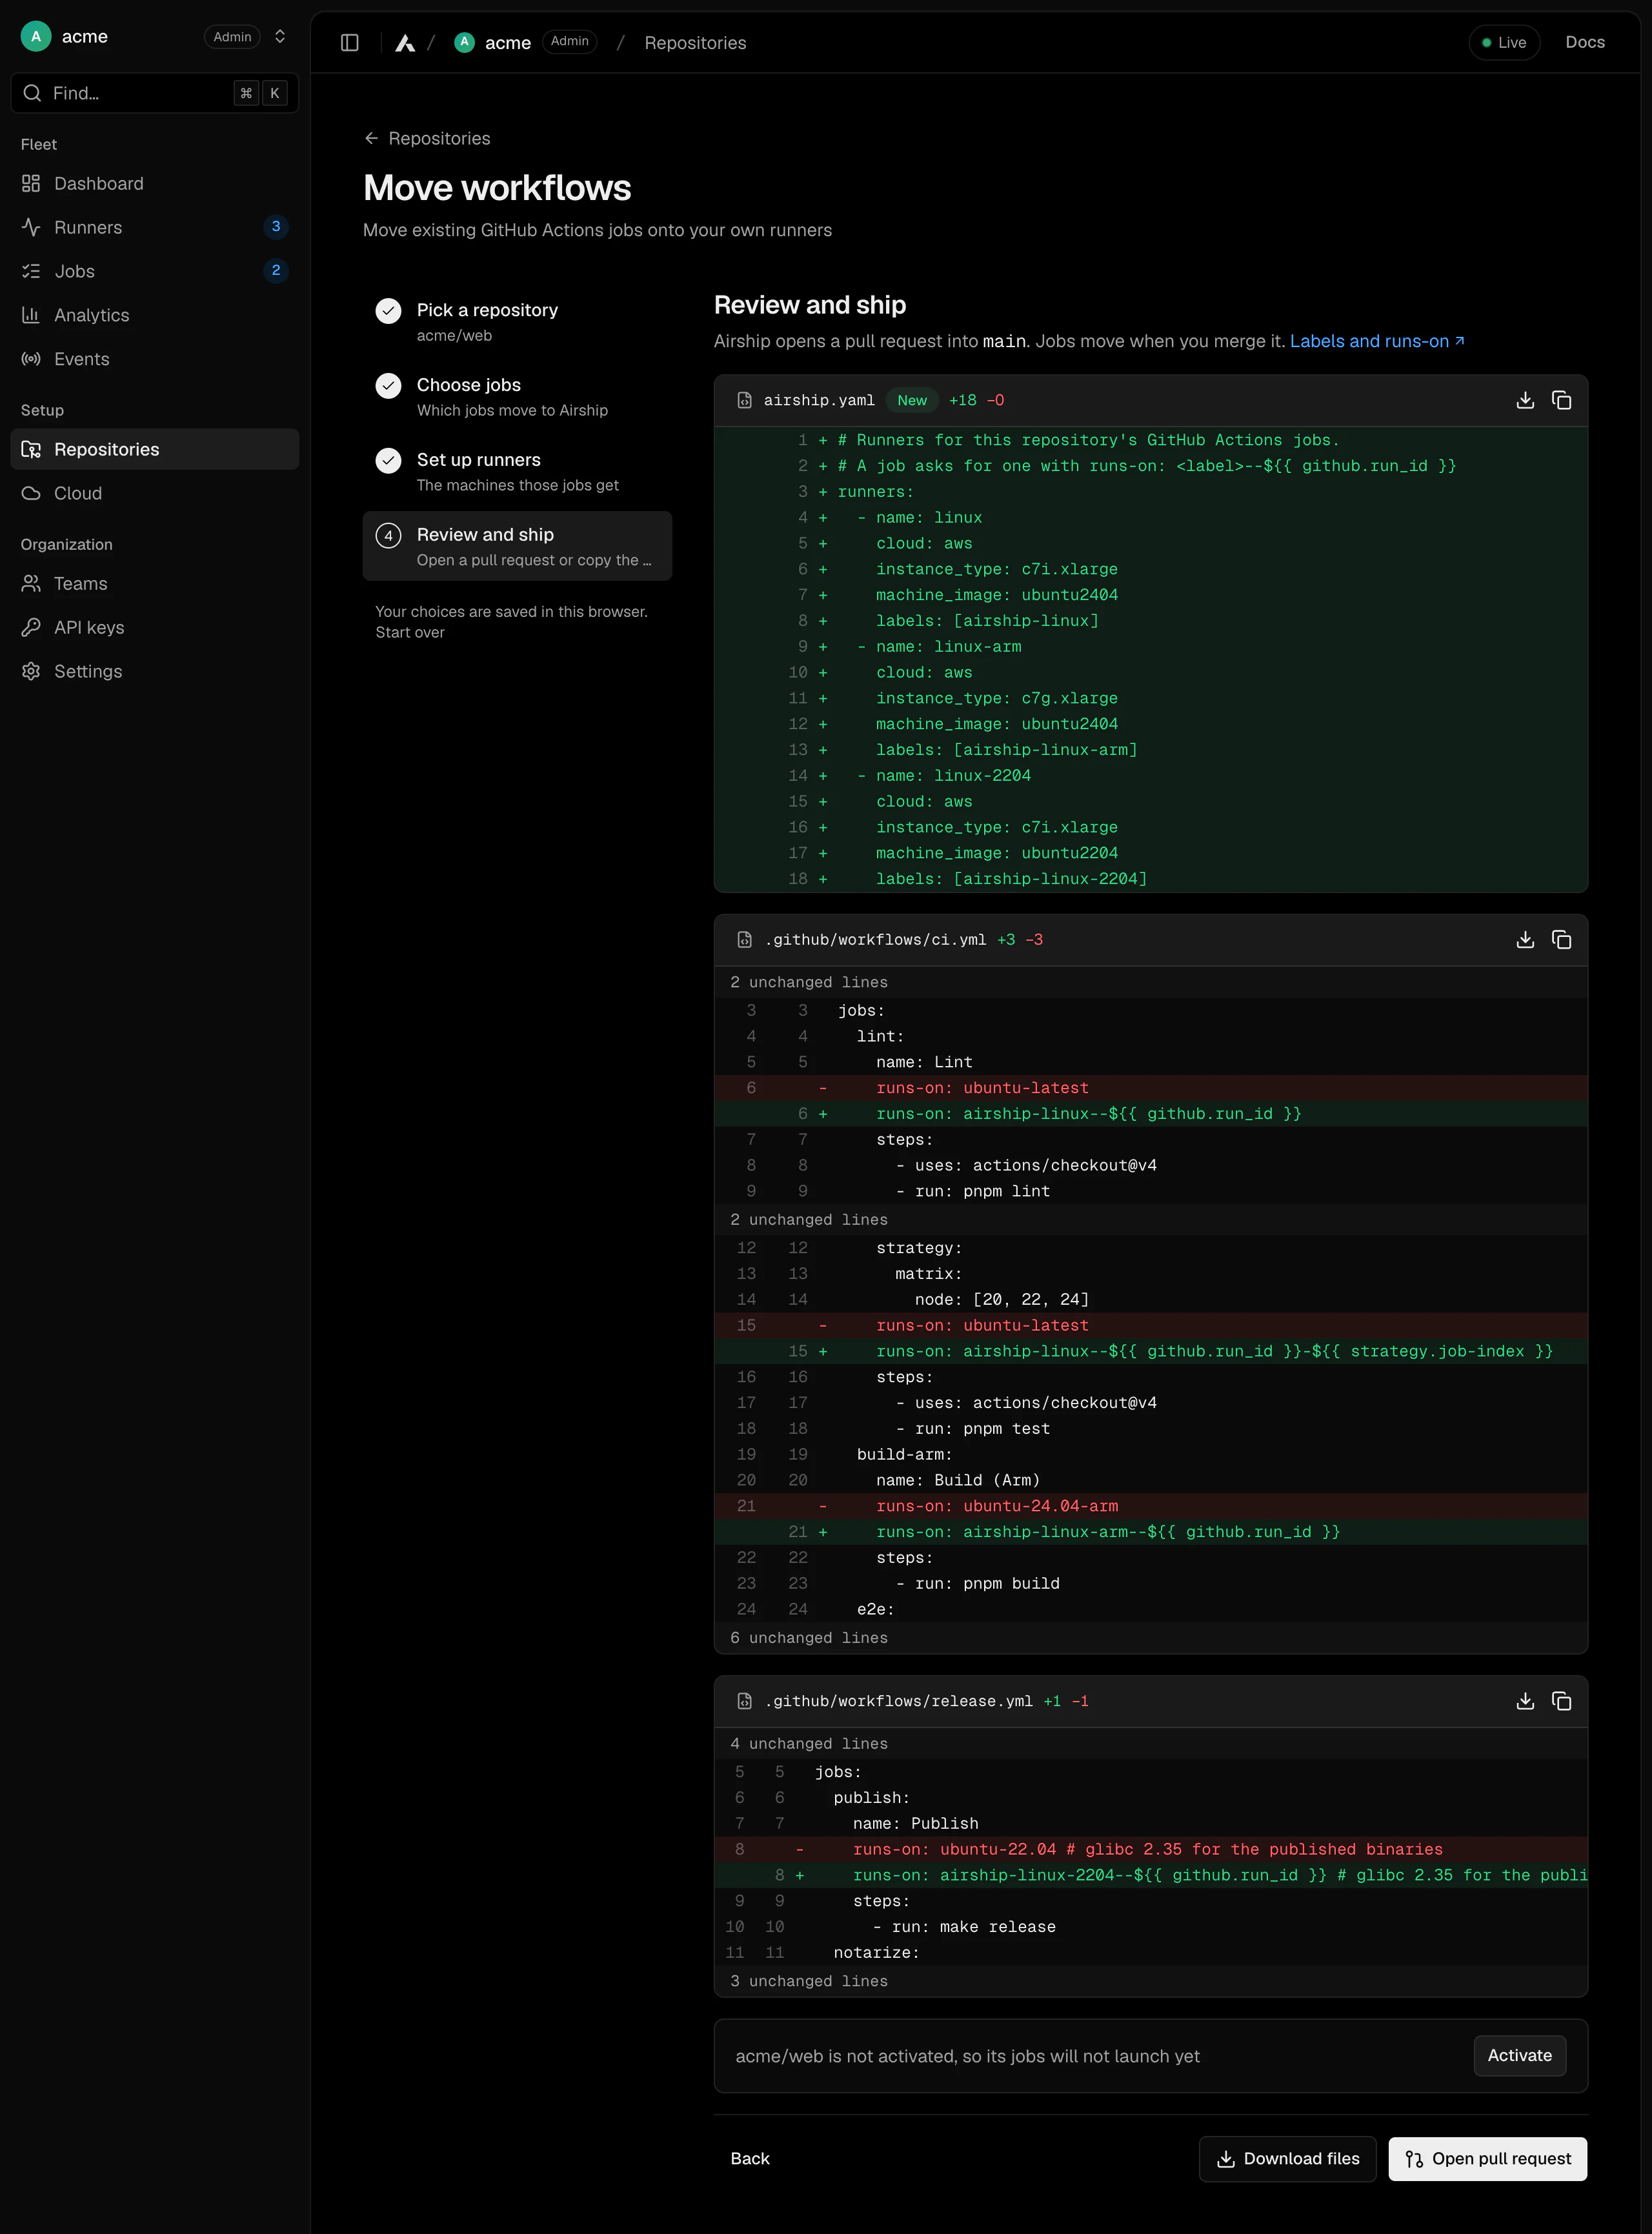 A acme Admin
Find... ⌘ K
Fleet
Dashboard
Runners 3
Jobs 2
Analytics
Events
Setup
Repositories
Cloud
Organization
Teams
API keys
Settings
/ A acme Admin / Repositories
Live Docs
← Repositories
Move workflows
Move existing GitHub Actions jobs onto your own runners
Pick a repository
acme/web
Choose jobs
Which jobs move to Airship
Set up runners
The machines those jobs get
4 Review and ship
Open a pull request or copy the ...
Your choices are saved in this browser.
Start over
Review and ship
Airship opens a pull request into main. Jobs move when you merge it. Labels and runs-on ↗
airship.yaml New +18 −0
1 + # Runners for this repository's GitHub Actions jobs.
2 + # A job asks for one with runs-on: <label>--${{ github.run_id }}
3 + runners:
4 +   - name: linux
5 +     cloud: aws
6 +     instance_type: c7i.xlarge
7 +     machine_image: ubuntu2404
8 +     labels: [airship-linux]
9 +   - name: linux-arm
10 +     cloud: aws
11 +     instance_type: c7g.xlarge
12 +     machine_image: ubuntu2404
13 +     labels: [airship-linux-arm]
14 +   - name: linux-2204
15 +     cloud: aws
16 +     instance_type: c7i.xlarge
17 +     machine_image: ubuntu2204
18 +     labels: [airship-linux-2204]
.github/workflows/ci.yml +3 −3
2 unchanged lines
3 3 jobs:
4 4   lint:
5 5     name: Lint
6 -     runs-on: ubuntu-latest
6 +     runs-on: airship-linux--${{ github.run_id }}
7 7     steps:
8 8       - uses: actions/checkout@v4
9 9       - run: pnpm lint
2 unchanged lines
12 12     strategy:
13 13       matrix:
14 14         node: [20, 22, 24]
15 -     runs-on: ubuntu-latest
15 +     runs-on: airship-linux--${{ github.run_id }}-${{ strategy.job-index }}
16 16     steps:
17 17       - uses: actions/checkout@v4
18 18       - run: pnpm test
19 19   build-arm:
20 20     name: Build (Arm)
21 -     runs-on: ubuntu-24.04-arm
21 +     runs-on: airship-linux-arm--${{ github.run_id }}
22 22     steps:
23 23       - run: pnpm build
24 24   e2e:
6 unchanged lines
.github/workflows/release.yml +1 −1
4 unchanged lines
5 5 jobs:
6 6   publish:
7 7     name: Publish
8 -     runs-on: ubuntu-22.04 # glibc 2.35 for the published binaries
8 +     runs-on: airship-linux-2204--${{ github.run_id }} # glibc 2.35 for the publi
9 9     steps:
10 10       - run: make release
11 11   notarize:
3 unchanged lines
acme/web is not activated, so its jobs will not launch yet Activate
Back Download files Open pull request